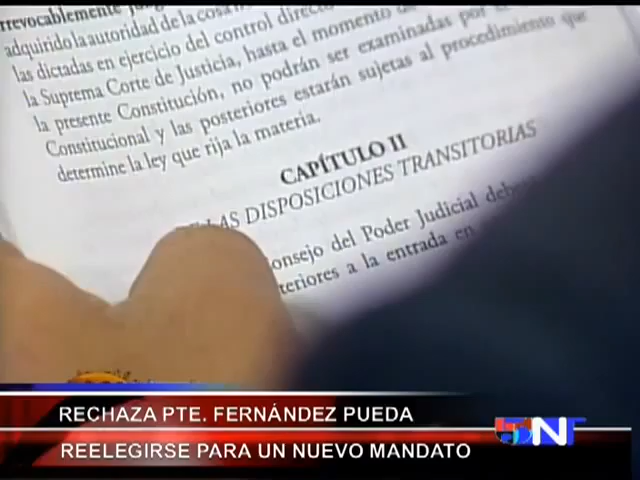 irrevocablemente
adquirido la autoridad de la cosa
las dictadas en ejercicio del control
la Suprema Corte de Justicia, hasta el momento de
la presente Constitución, no podrán ser examinadas por
Constitucional y las posteriores estarán sujetas al procedimiento que
determine la ley que rija la materia.
CAPÍTULO II
LAS DISPOSICIONES TRANSITORIAS
del Poder Judicial
a la entrada en
RECHAZA PTE. FERNÁNDEZ PUEDA
REELEGIRSE PARA UN NUEVO MANDATO